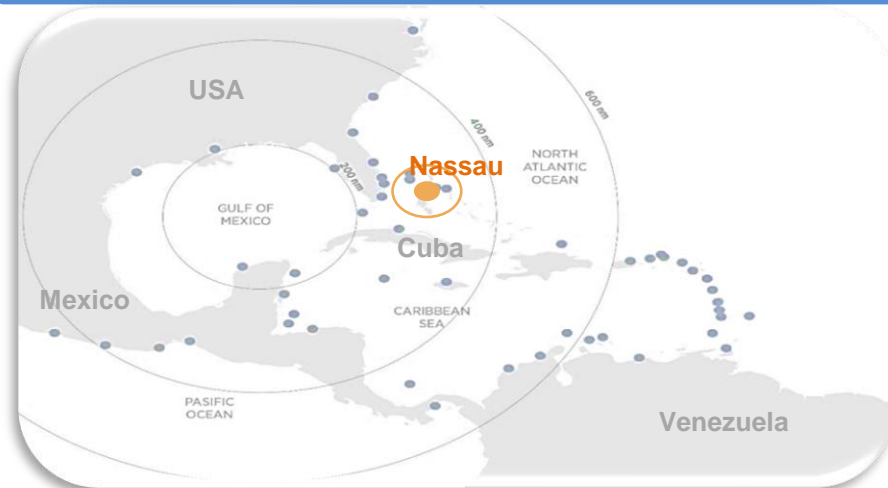 USA
600 nm
400 nm
Nassau
NORTH
ATLANTIC
OCEAN
200 nm
GULF OF
MEXICO
Cuba
Mexico
CARIBBEAN
SEA
PASIFIC
OCEAN
Venezuela